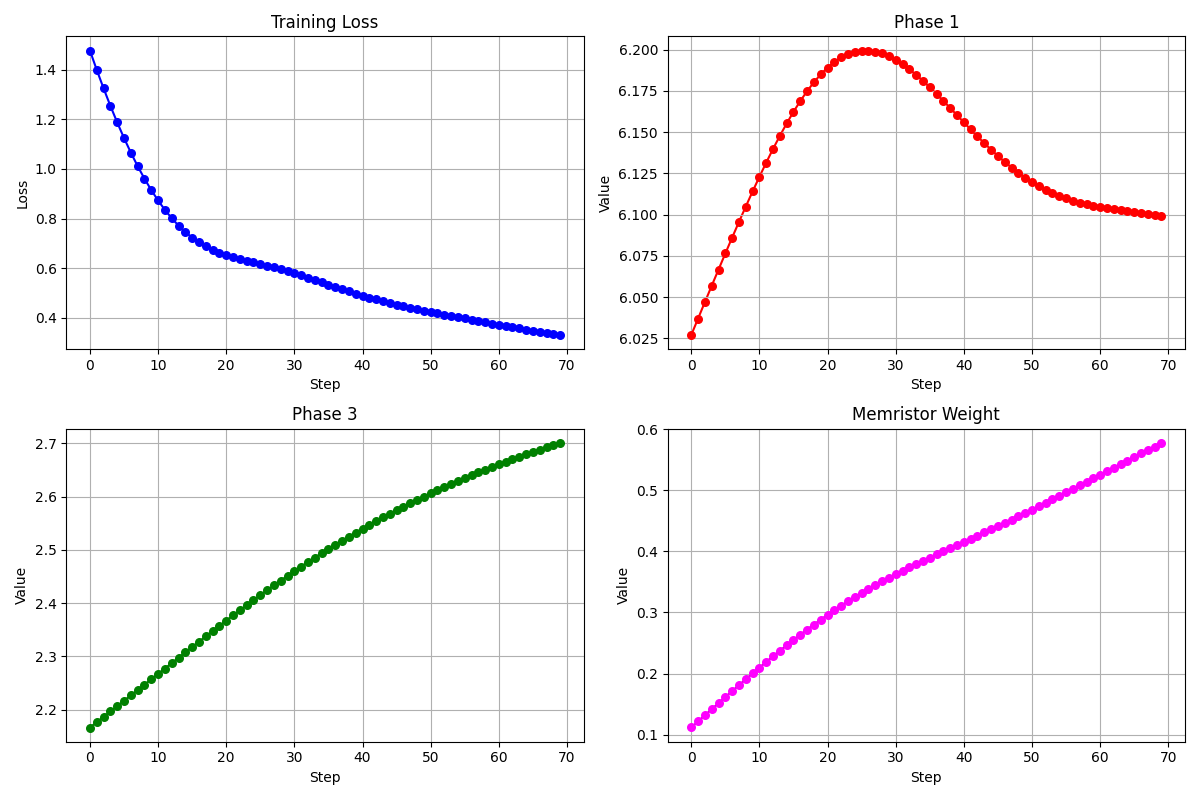 Training Loss
Loss
1.4
1.2
1.0
0.8
0.6
0.4
0 10 20 30 40 50 60 70
Step
Phase 1
Value
6.200
6.175
6.150
6.125
6.100
6.075
6.050
6.025
0 10 20 30 40 50 60 70
Step
Phase 3
Value
2.7
2.6
2.5
2.4
2.3
2.2
0 10 20 30 40 50 60 70
Step
Memristor Weight
Value
0.6
0.5
0.4
0.3
0.2
0.1
0 10 20 30 40 50 60 70
Step